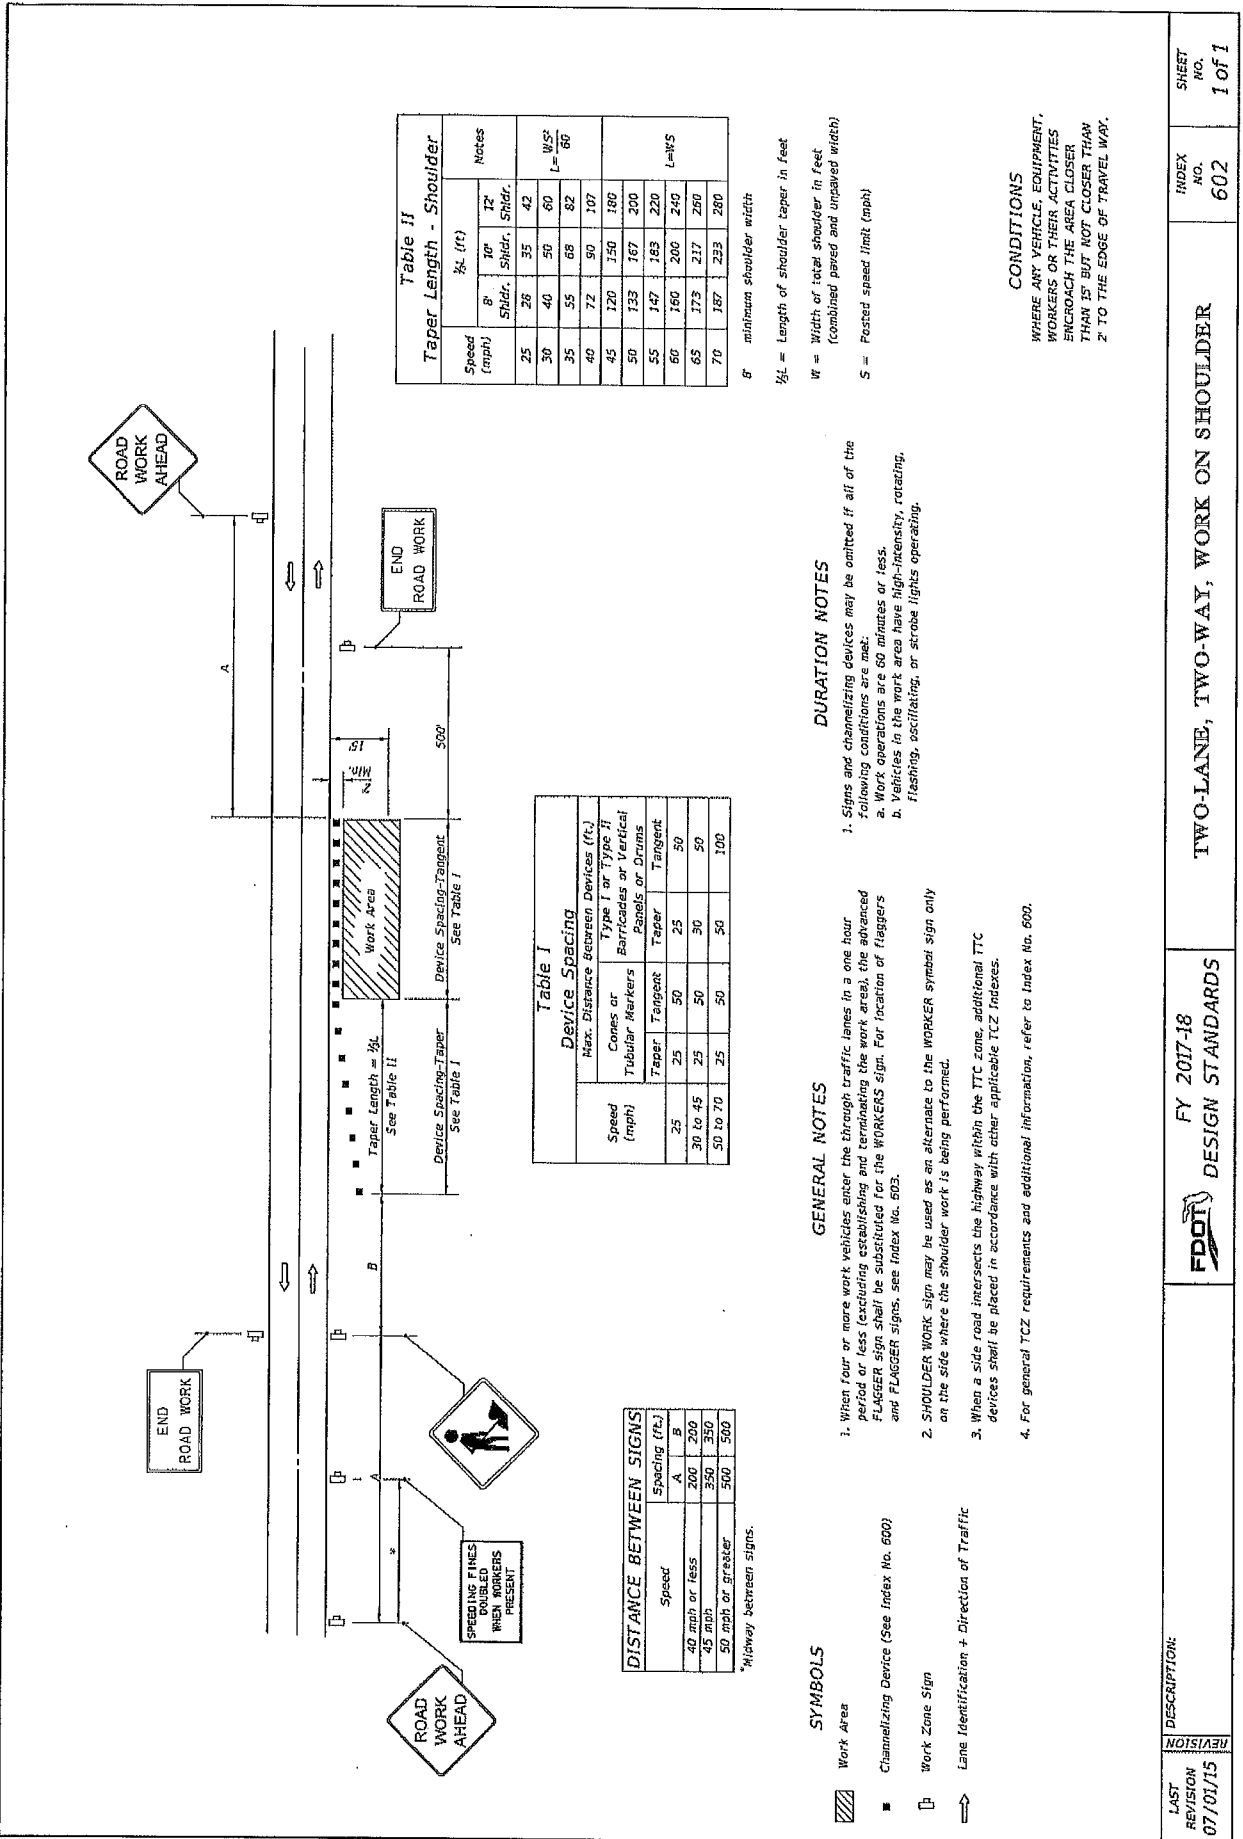 END
ROAD WORK
ROAD
WORK
AHEAD
A
ROAD
WORK
AHEAD
SPEEDING FINES
DOUBLED
WHEN WORKERS
PRESENT
*
A
B
Taper Length = ⅓L
See Table II
Device Spacing-Taper
See Table I
Work Area
Device Spacing-Tangent
See Table I
2'
Min.
15'
500'
END
ROAD WORK
DISTANCE BETWEEN SIGNS
Speed Spacing (ft.)
A B
40 mph or less 200 200
45 mph 350 350
50 mph or greater 500 500
*Midway between signs.
Table I
Device Spacing
Speed (mph) Max. Distance Between Devices (ft.)
Cones or Tubular Markers Type I or Type II Barricades or Vertical Panels or Drums
Taper Tangent Taper Tangent
25 25 50 25 50
30 to 45 25 50 30 50
50 to 70 25 50 50 100
Table II
Taper Length - Shoulder
Speed (mph) ⅓L (ft) Notes
8' Shldr. 10' Shldr. 12' Shldr.
25 28 35 42
30 40 50 60
35 55 68 82
40 72 90 107
L= WS²/60
45 120 150 180
50 133 167 200
55 147 183 220
60 160 200 240
65 173 217 260
70 187 233 280
L=WS
8' minimum shoulder width
⅓L = Length of shoulder taper in feet
W = Width of total shoulder in feet
(combined paved and unpaved width)
S = Posted speed limit (mph)
SYMBOLS
Work Area
Channelizing Device (See Index No. 600)
Work Zone Sign
Lane Identification + Direction of Traffic
GENERAL NOTES
1. When four or more work vehicles enter the through traffic lanes in a one hour
period or less (excluding establishing and terminating the work area), the advanced
FLAGGER sign shall be substituted for the WORKERS sign. For location of flaggers
and FLAGGER signs, see Index No. 603.
2. SHOULDER WORK sign may be used as an alternate to the WORKER symbol sign only
on the side where the shoulder work is being performed.
3. When a side road intersects the highway within the TTC zone, additional TTC
devices shall be placed in accordance with other applicable TCZ Indexes.
4. For general TCZ requirements and additional information, refer to Index No. 600.
DURATION NOTES
1. Signs and channelizing devices may be omitted if all of the
following conditions are met:
a. Work operations are 60 minutes or less.
b. Vehicles in the work area have high-intensity, rotating,
flashing, oscillating, or strobe lights operating.
CONDITIONS
WHERE ANY VEHICLE, EQUIPMENT,
WORKERS OR THEIR ACTIVITIES
ENCROACH THE AREA CLOSER
THAN 15' BUT NOT CLOSER THAN
2' TO THE EDGE OF TRAVEL WAY.
LAST
REVISION
07/01/15
REVISION
DESCRIPTION:
FDOT
FY 2017-18
DESIGN STANDARDS
TWO-LANE, TWO-WAY, WORK ON SHOULDER
INDEX
NO.
602
SHEET
NO.
1 of 1